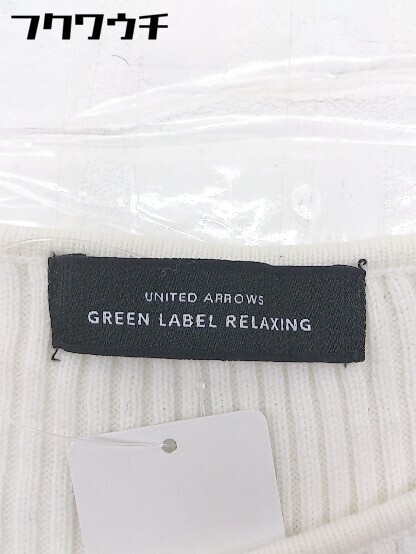 フクワウチ
UNITED ARROWS
GREEN LABEL RELAXING